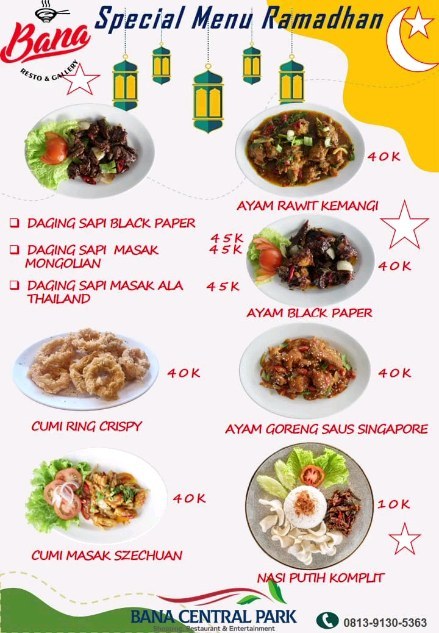 Special Menu Ramadhan
Bana
RESTO & GALLERY
40K
AYAM RAWIT KEMANGI
DAGING SAPI BLACK PAPER 45K
DAGING SAPI MASAK MONGOLIAN 45K
DAGING SAPI MASAK ALA THAILAND 45K
40K
AYAM BLACK PAPER
40K
CUMI RING CRISPY
40K
AYAM GORENG SAUS SINGAPORE
40K
CUMI MASAK SZECHUAN
10K
NASI PUTIH KOMPLIT
BANA CENTRAL PARK
Restaurant & Entertainment
0813-9130-5363